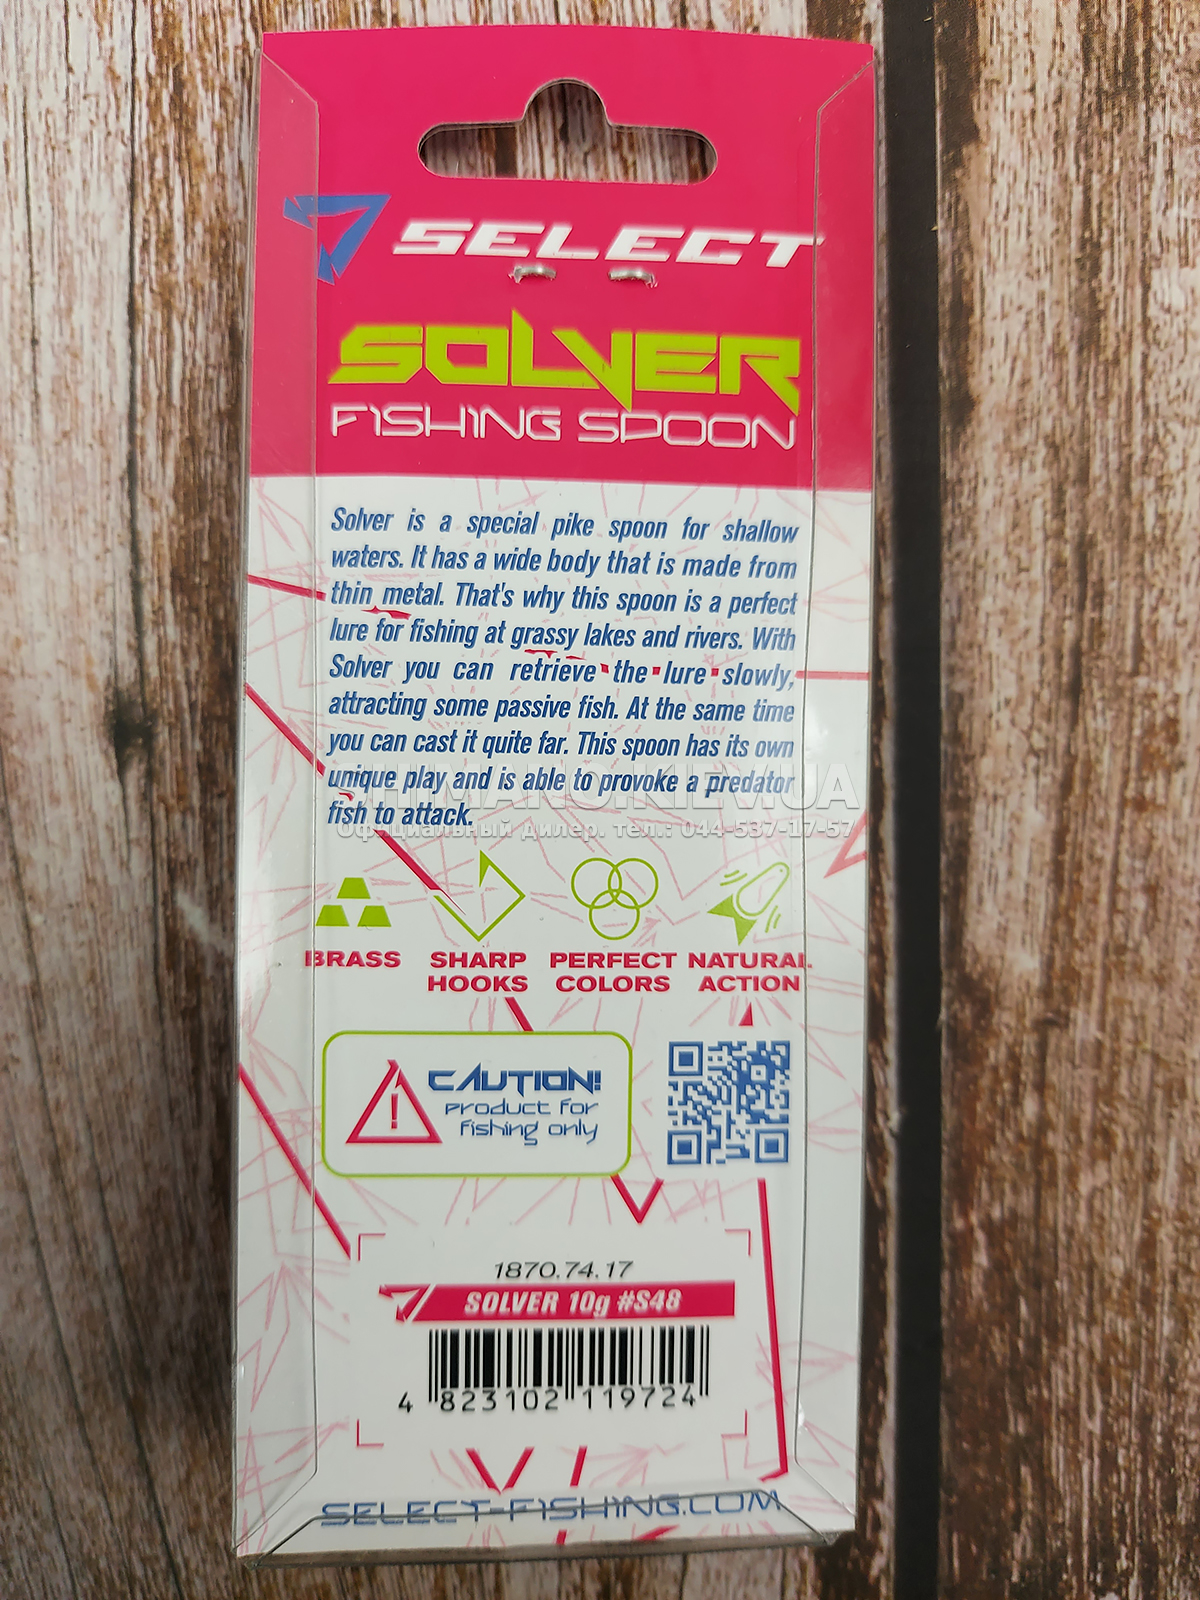 SELECT
SOLVER
FISHING SPOON
Solver is a special pike spoon for shallow
waters. It has a wide body that is made from
thin metal. That's why this spoon is a perfect
lure for fishing at grassy lakes and rivers. With
Solver you can retrieve the lure slowly,
attracting some passive fish. At the same time
you can cast it quite far. This spoon has its own
unique play and is able to provoke a predator
fish to attack.
SHIMANO.KIEV.UA
Официальный дилер. тел.: 044-537-17-57
BRASS
SHARP
HOOKS
PERFECT
COLORS
NATURAL
ACTION
CAUTION!
product for
fishing only
1870.74.17
SOLVER 10g #S48
4 823102 119724
SELECT-FISHING.COM